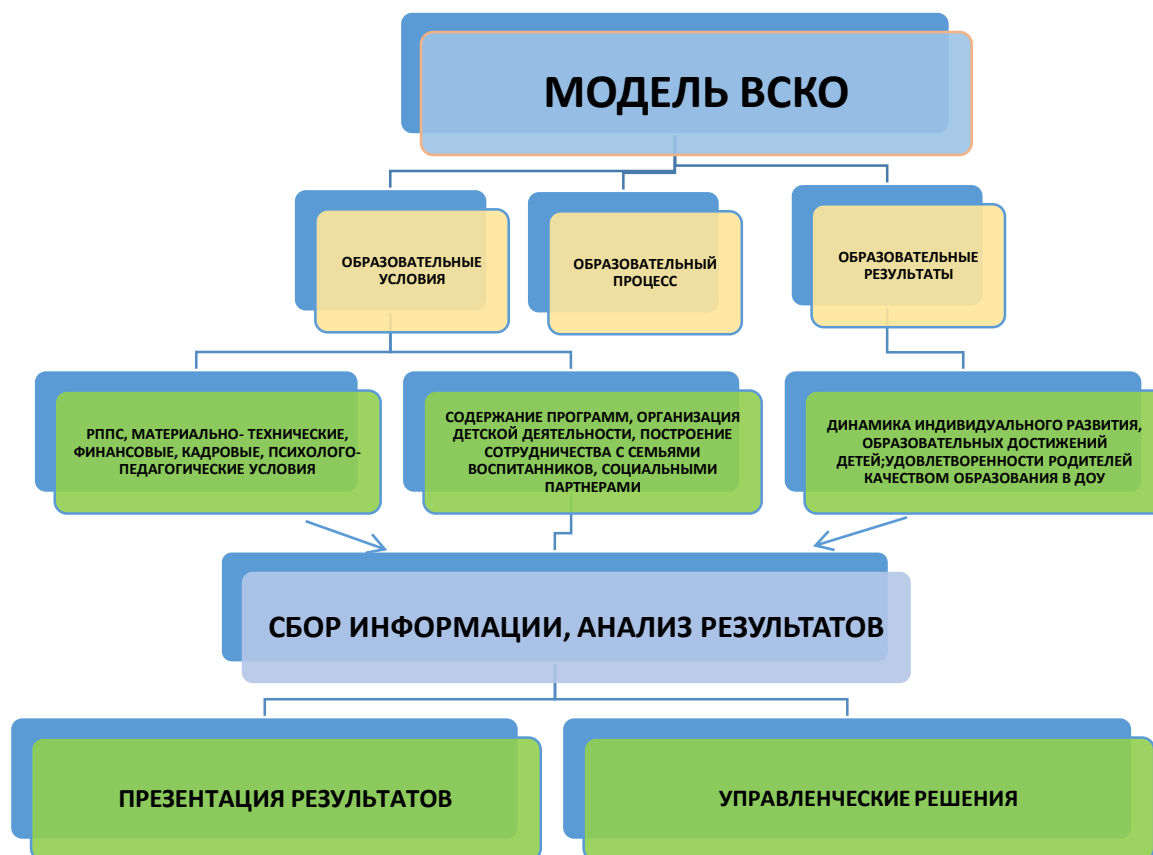 МОДЕЛЬ ВСКО
ОБРАЗОВАТЕЛЬНЫЕ
УСЛОВИЯ
ОБРАЗОВАТЕЛЬНЫЙ
ПРОЦЕСС
ОБРАЗОВАТЕЛЬНЫЕ
РЕЗУЛЬТАТЫ
РППС, МАТЕРИАЛЬНО- ТЕХНИЧЕСКИЕ,
ФИНАНСОВЫЕ, КАДРОВЫЕ, ПСИХОЛОГО-
ПЕДАГОГИЧЕСКИЕ УСЛОВИЯ
СОДЕРЖАНИЕ ПРОГРАММ, ОРГАНИЗАЦИЯ
ДЕТСКОЙ ДЕЯТЕЛЬНОСТИ, ПОСТРОЕНИЕ
СОТРУДНИЧЕСТВА С СЕМЬЯМИ
ВОСПИТАННИКОВ, СОЦИАЛЬНЫМИ
ПАРТНЕРАМИ
ДИНАМИКА ИНДИВИДУАЛЬНОГО РАЗВИТИЯ,
ОБРАЗОВАТЕЛЬНЫХ ДОСТИЖЕНИЙ
ДЕТЕЙ;УДОВЛЕТВОРЕННОСТИ РОДИТЕЛЕЙ
КАЧЕСТВОМ ОБРАЗОВАНИЯ В ДОУ
СБОР ИНФОРМАЦИИ, АНАЛИЗ РЕЗУЛЬТАТОВ
ПРЕЗЕНТАЦИЯ РЕЗУЛЬТАТОВ
УПРАВЛЕНЧЕСКИЕ РЕШЕНИЯ